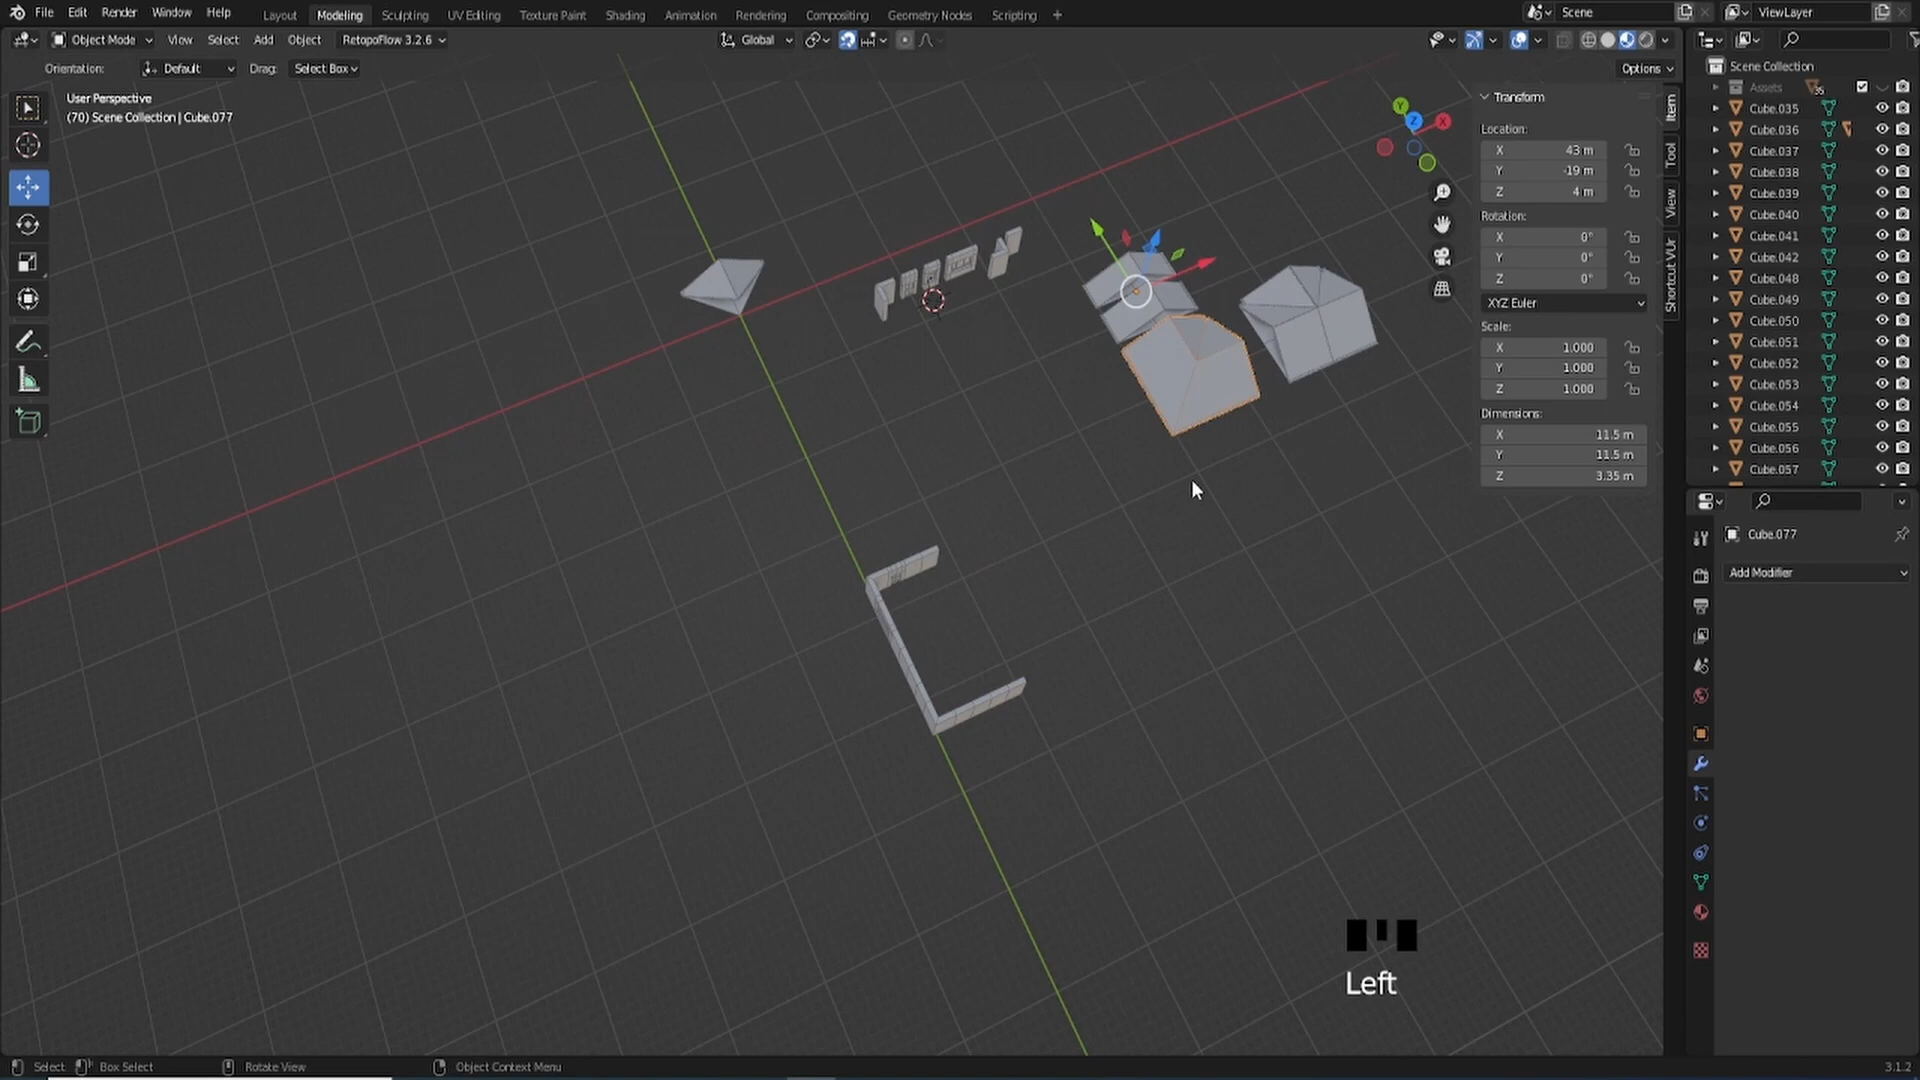 File Edit Render Window Help
Layout Modeling Sculpting UV Editing Texture Paint Shading Animation Rendering Compositing Geometry Nodes Scripting +
Scene
ViewLayer
Object Mode View Select Add Object RetopoFlow 3.2.6
Global
Orientation: Default Drag: Select Box
Options
User Perspective
(70) Scene Collection | Cube.077
Y
Z
X
Transform
Location:
X 43 m
Y -19 m
Z 4 m
Rotation:
X 0°
Y 0°
Z 0°
XYZ Euler
Scale:
X 1.000
Y 1.000
Z 1.000
Dimensions:
X 11.5 m
Y 11.5 m
Z 3.35 m
Item
Tool
View
Shortcut VUr
Scene Collection
Assets
Cube.035
Cube.036
Cube.037
Cube.038
Cube.039
Cube.040
Cube.041
Cube.042
Cube.048
Cube.049
Cube.050
Cube.051
Cube.052
Cube.053
Cube.054
Cube.055
Cube.056
Cube.057
Cube.077
Add Modifier
Left
Select Box Select Rotate View Object Context Menu
3.1.2